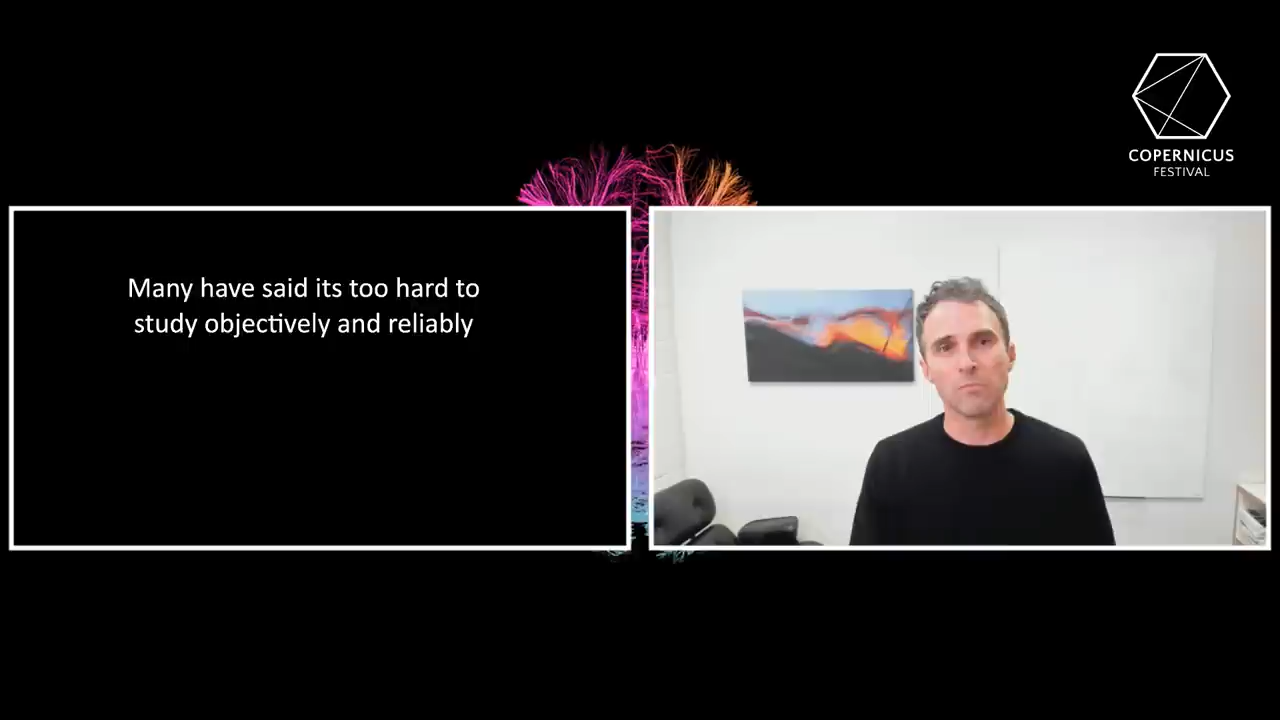 COPERNICUS
FESTIVAL
Many have said its too hard to
study objectively and reliably